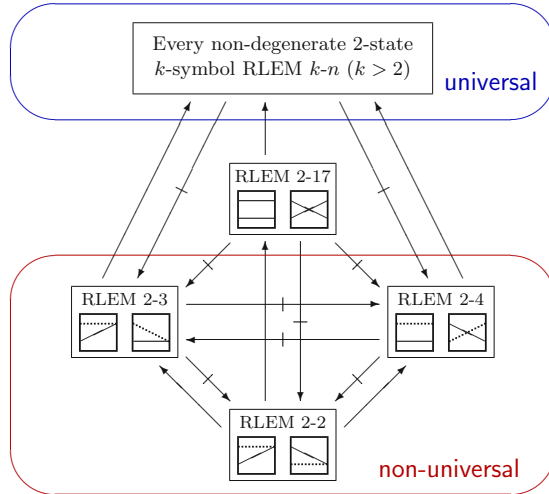 Every non-degenerate 2-state
k-symbol RLEM k-n (k > 2)
universal
RLEM 2-17
RLEM 2-3
RLEM 2-4
RLEM 2-2
non-universal